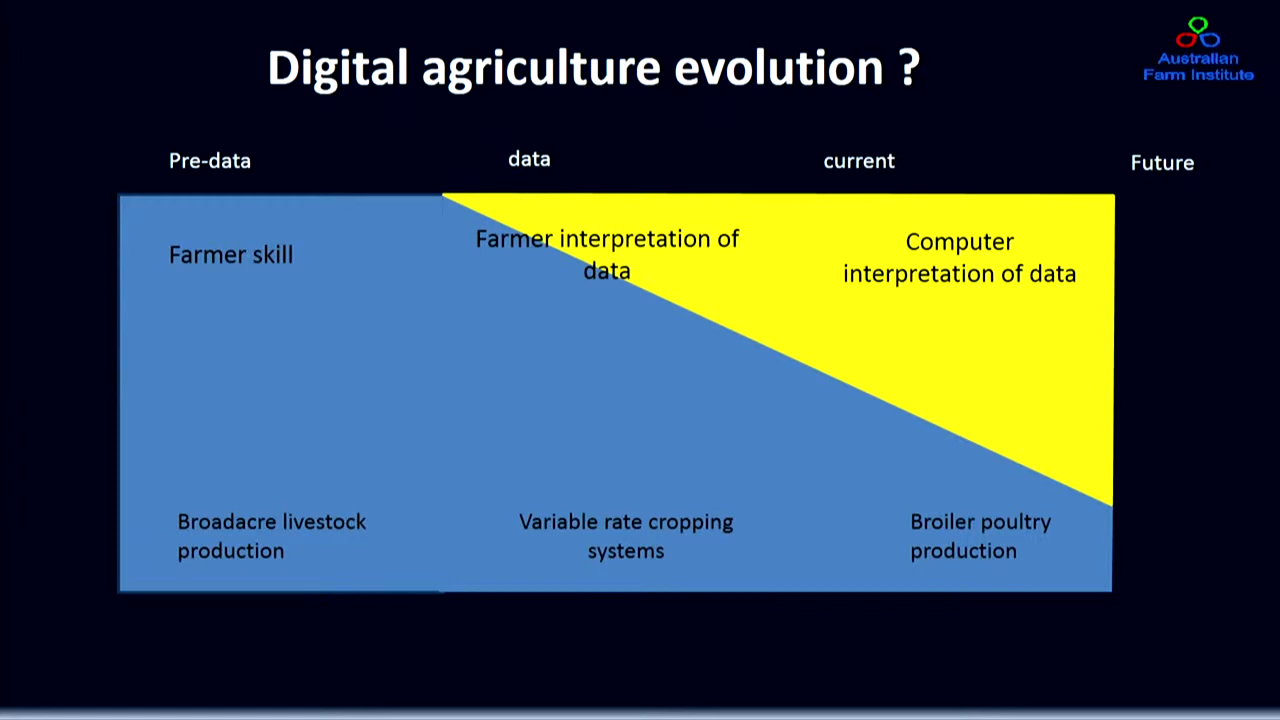 Digital agriculture evolution ?
Australian
Farm Institute
Pre-data
data
current
Future
Farmer skill
Farmer interpretation of
data
Computer
interpretation of data
Broadacre livestock
production
Variable rate cropping
systems
Broiler poultry
production